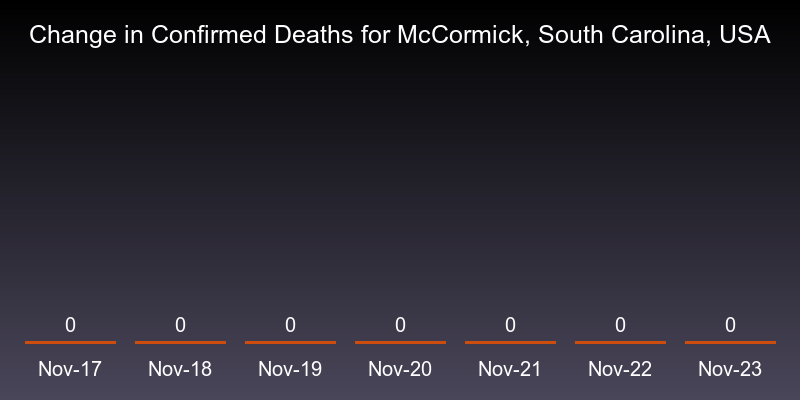 Change in Confirmed Deaths for McCormick, South Carolina, USA
0 0 0 0 0 0 0
Nov-17 Nov-18 Nov-19 Nov-20 Nov-21 Nov-22 Nov-23